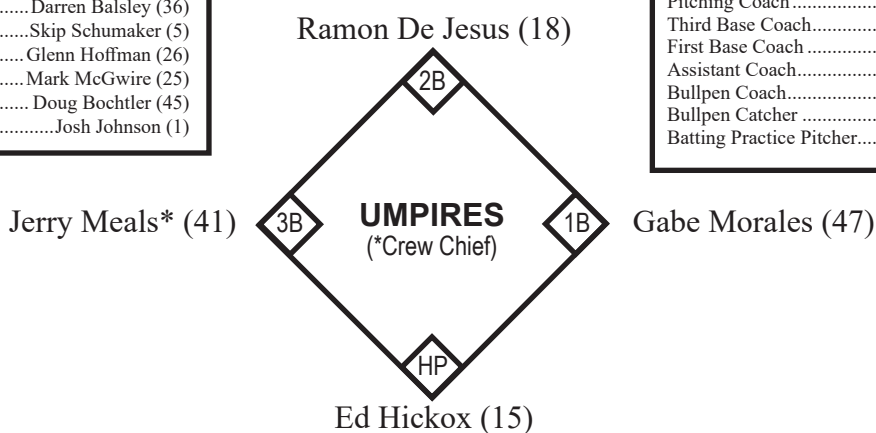 ......Darren Balsley (36)
......Skip Schumaker (5)
.....Glenn Hoffman (26)
.....Mark McGwire (25)
...... Doug Bochtler (45)
............Josh Johnson (1)
Pitching Coach
Third Base Coach
First Base Coach
Assistant Coach
Bullpen Coach
Bullpen Catcher
Batting Practice Pitcher
Ramon De Jesus (18)
2B
Jerry Meals* (41)
3B
UMPIRES
(*Crew Chief)
1B
Gabe Morales (47)
HP
Ed Hickox (15)